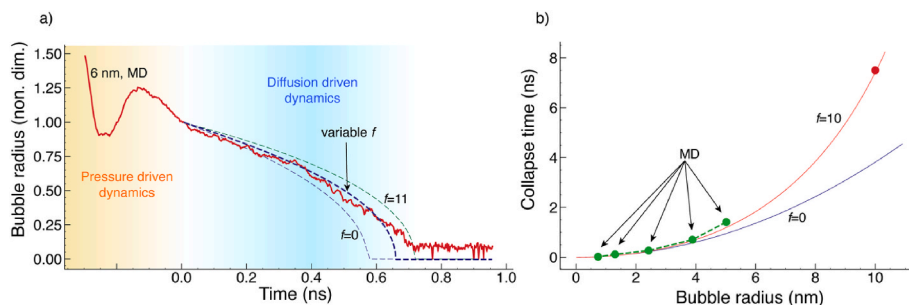 a)
b)
1.50
1.25
1.00
0.75
0.50
0.25
0.00
Bubble radius (non. dim.)
6 nm, MD
Pressure driven
dynamics
Diffusion driven
dynamics
variable f
f=11
f=0
0.0
0.2
0.4
0.6
0.8
1.0
Time (ns)
8
6
4
2
0
Collapse time (ns)
MD
f=10
f=0
0
2
4
6
8
10
Bubble radius (nm)